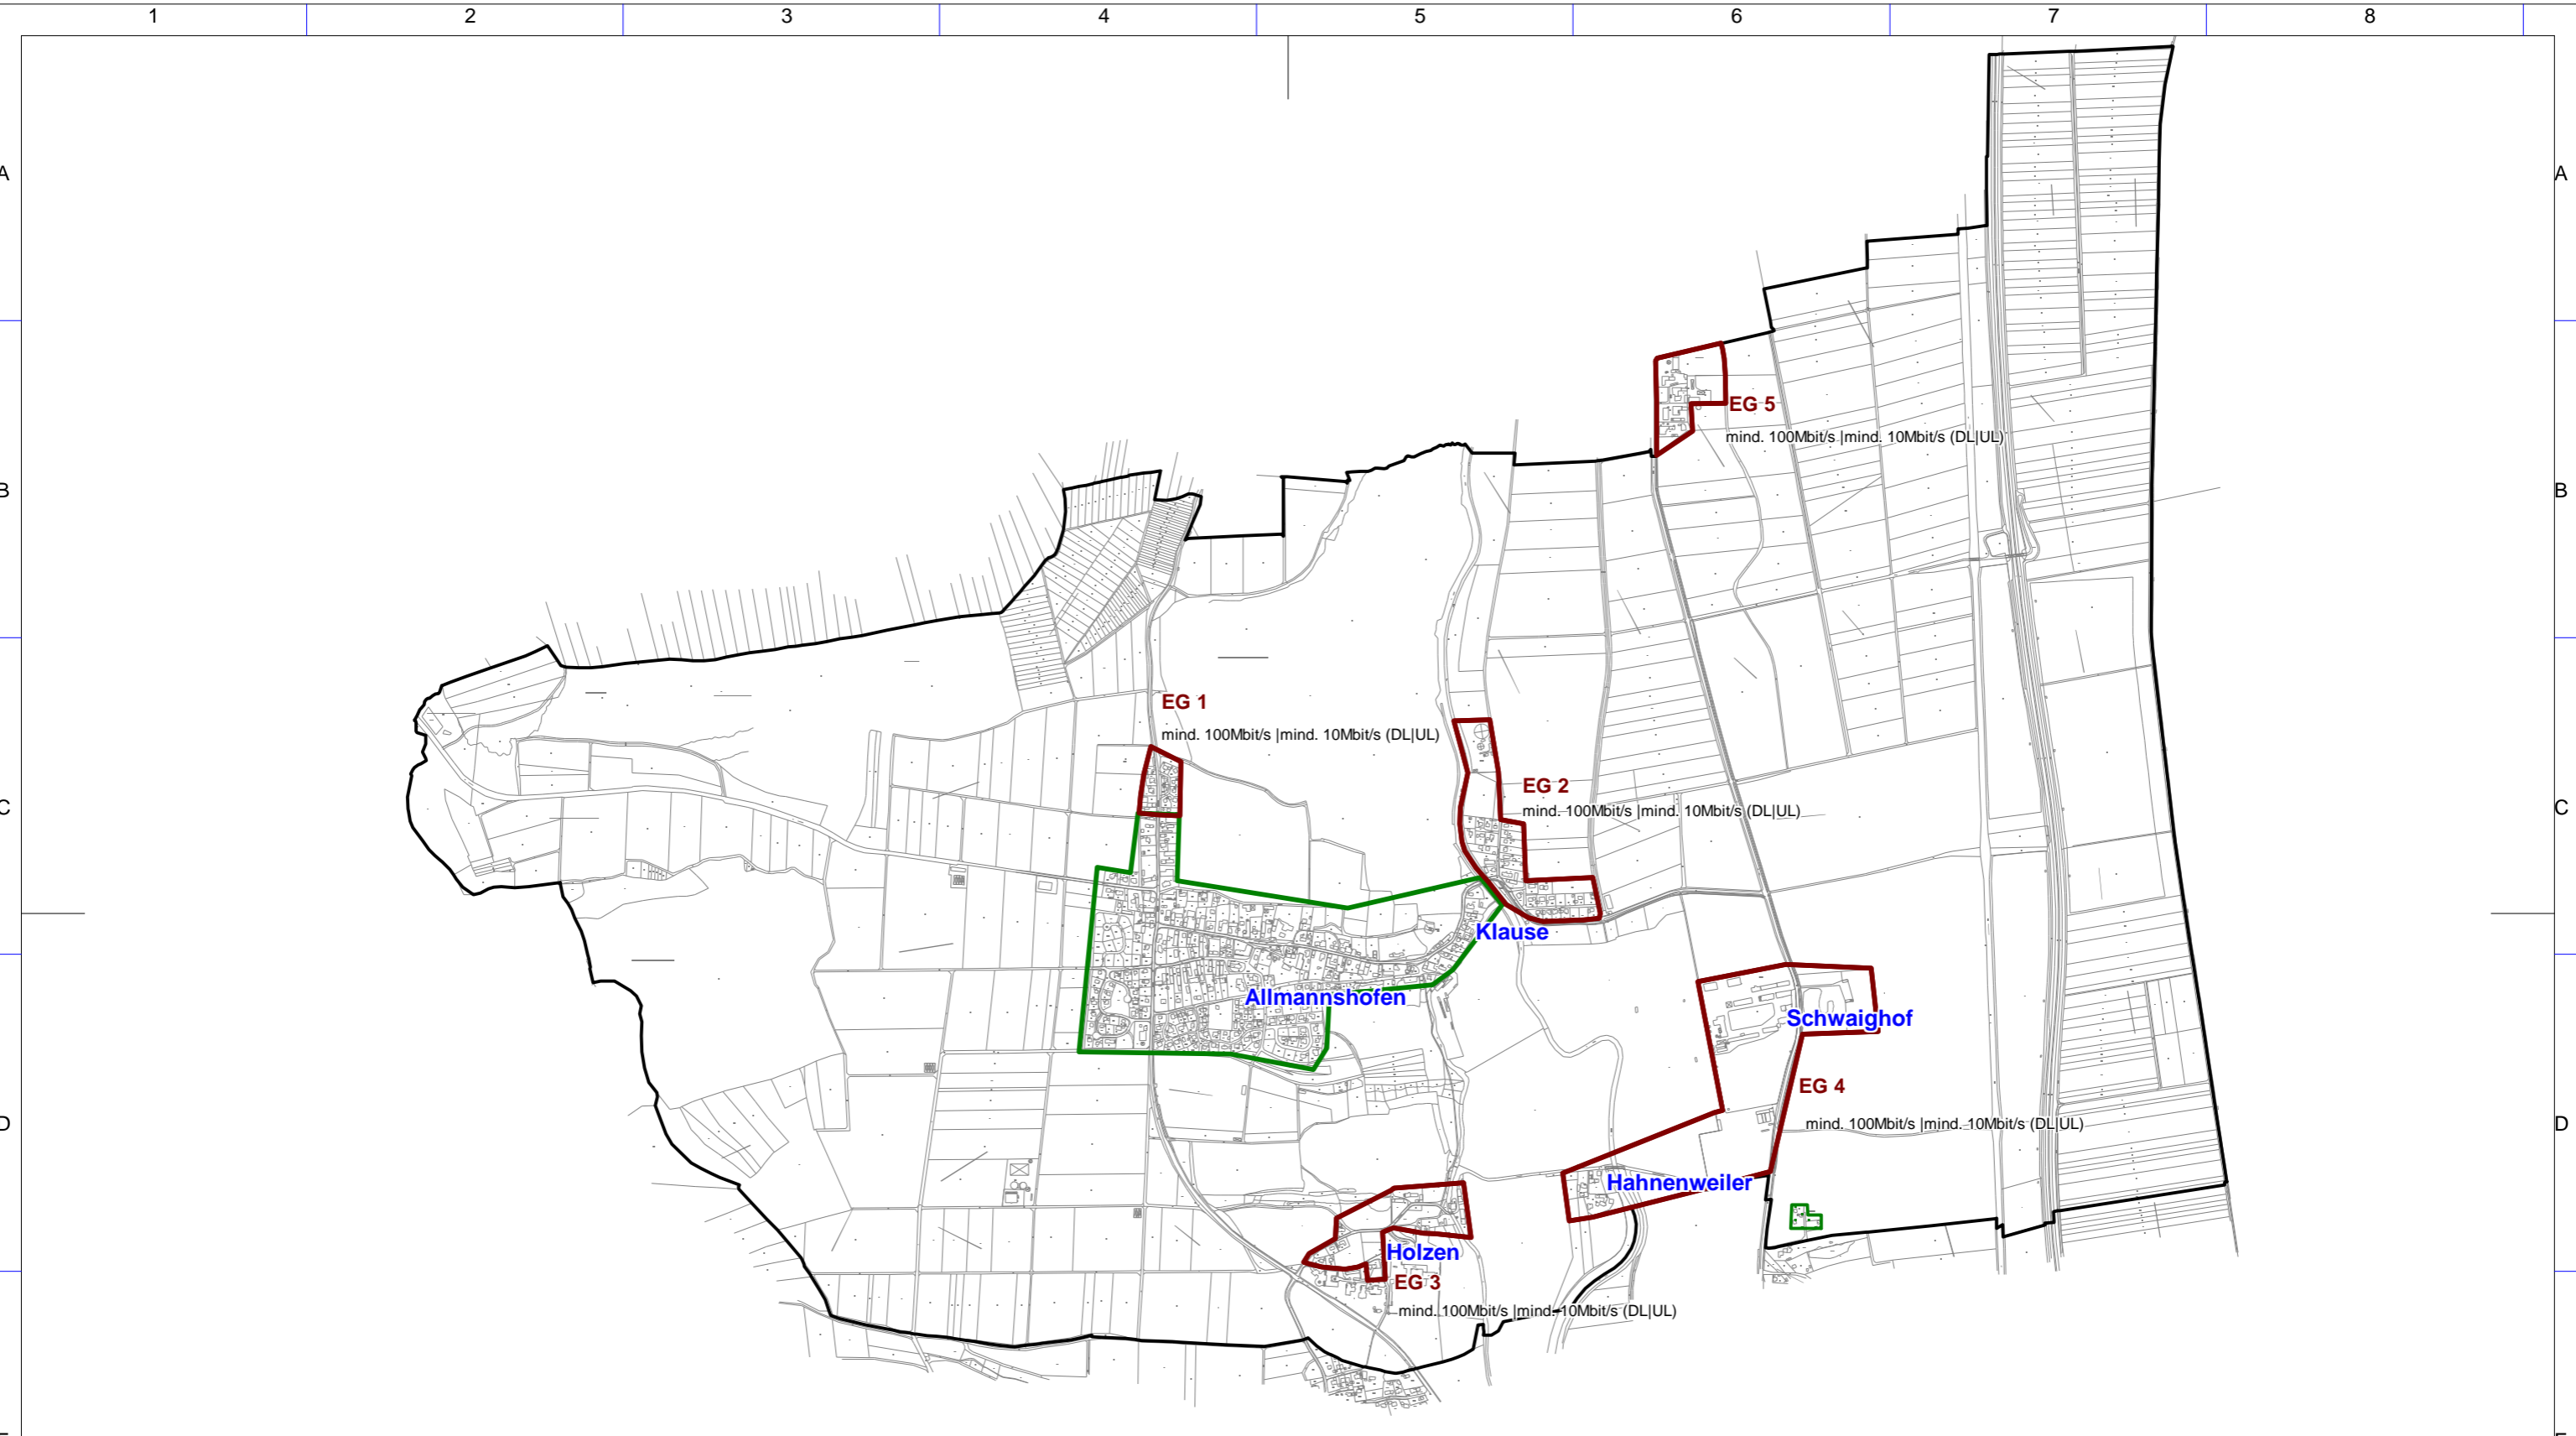 1 2 3 4 5 6 7 8
A A
EG 5
mind. 100Mbit/s |mind. 10Mbit/s (DL|UL)
B B
EG 1
mind. 100Mbit/s |mind. 10Mbit/s (DL|UL)
EG 2
mind. 100Mbit/s |mind. 10Mbit/s (DL|UL)
C C
Klause
Allmannshofen
Schwaighof
EG 4
mind. 100Mbit/s |mind. 10Mbit/s (DL|UL)
D D
Hahnenweiler
Holzen
EG 3
mind. 100Mbit/s |mind. 10Mbit/s (DL|UL)